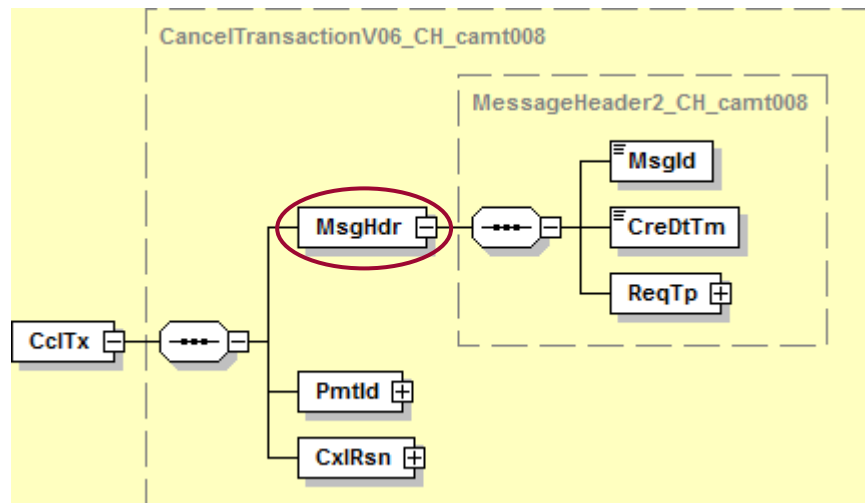 CancelTransactionV06_CH_camt008
MessageHeader2_CH_camt008
MsgId
MsgHdr
CreDtTm
ReqTp
CclTx
PmtId
CxlRsn